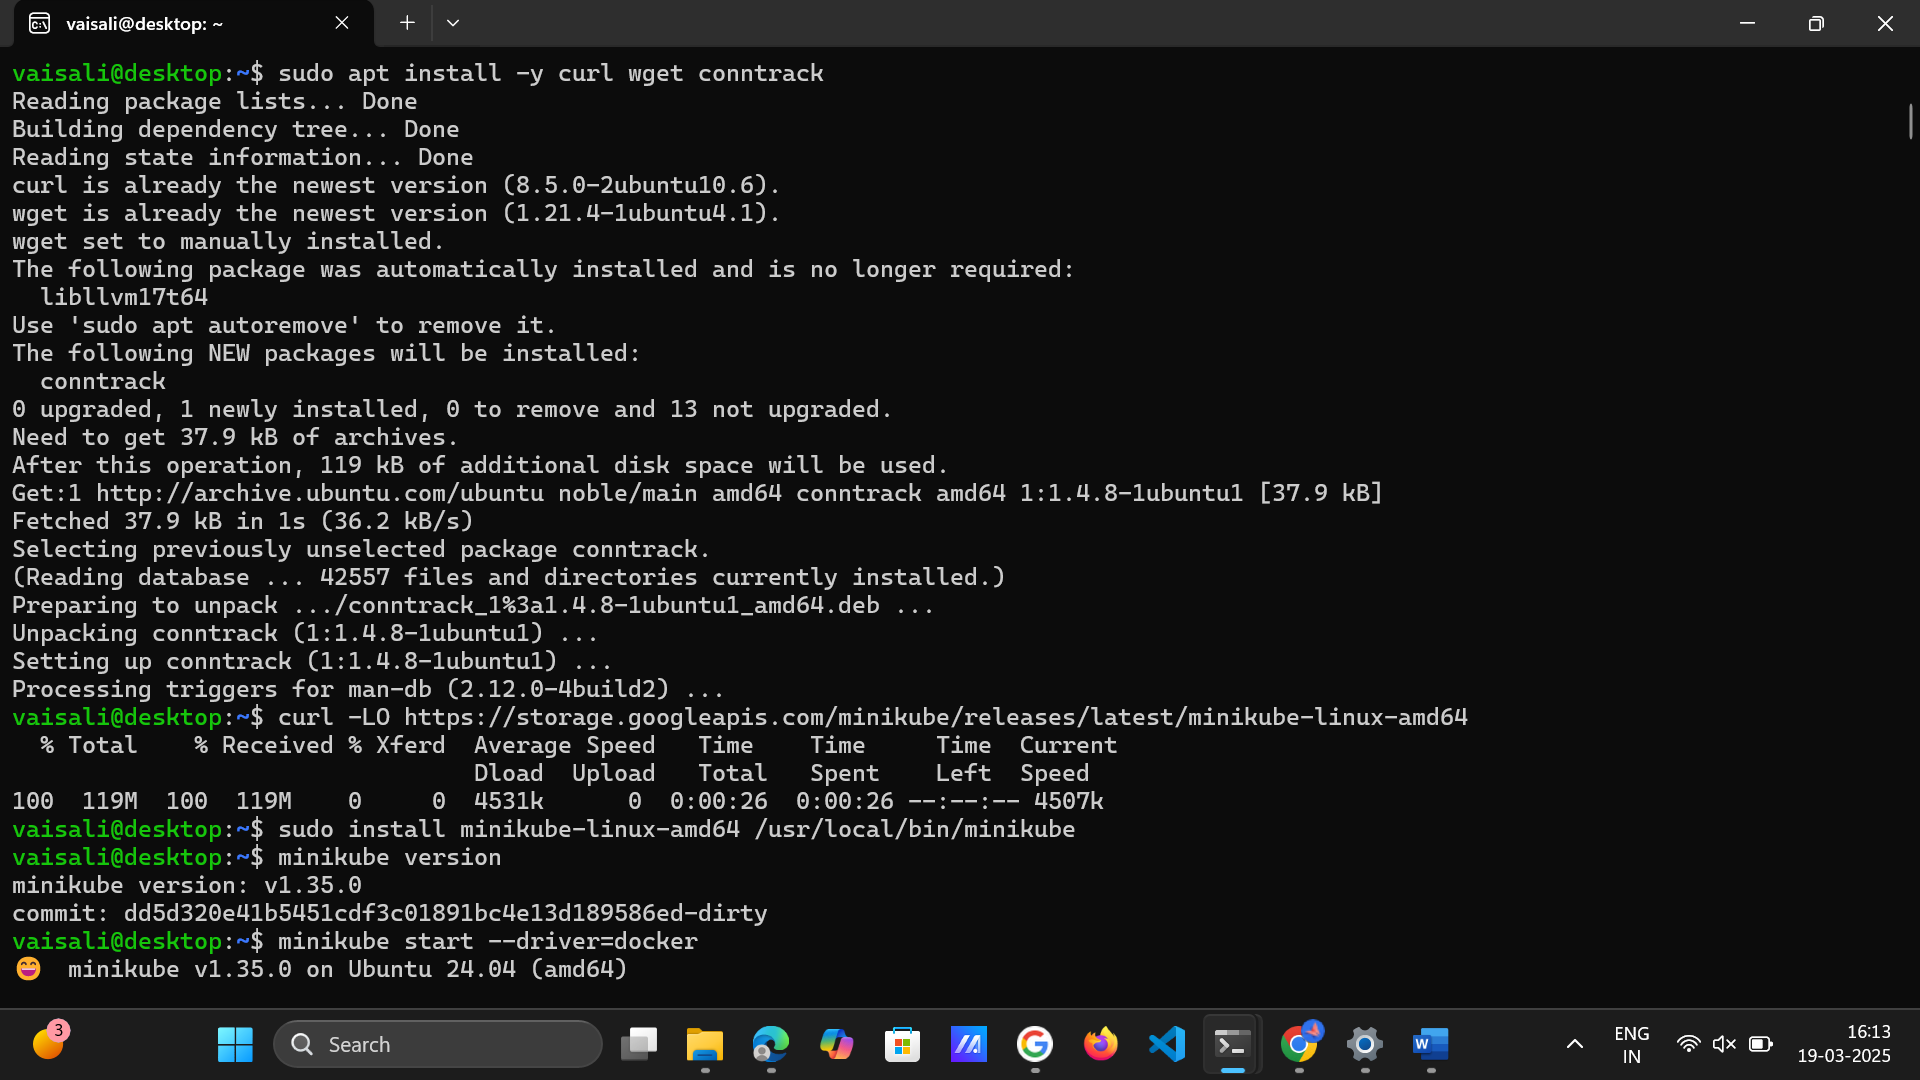 vaisali@desktop: ~
vaisali@desktop:~$ sudo apt install -y curl wget conntrack
Reading package lists... Done
Building dependency tree... Done
Reading state information... Done
curl is already the newest version (8.5.0-2ubuntu10.6).
wget is already the newest version (1.21.4-1ubuntu4.1).
wget set to manually installed.
The following package was automatically installed and is no longer required:
  libllvm17t64
Use 'sudo apt autoremove' to remove it.
The following NEW packages will be installed:
  conntrack
0 upgraded, 1 newly installed, 0 to remove and 13 not upgraded.
Need to get 37.9 kB of archives.
After this operation, 119 kB of additional disk space will be used.
Get:1 http://archive.ubuntu.com/ubuntu noble/main amd64 conntrack amd64 1:1.4.8-1ubuntu1 [37.9 kB]
Fetched 37.9 kB in 1s (36.2 kB/s)
Selecting previously unselected package conntrack.
(Reading database ... 42557 files and directories currently installed.)
Preparing to unpack .../conntrack_1%3a1.4.8-1ubuntu1_amd64.deb ...
Unpacking conntrack (1:1.4.8-1ubuntu1) ...
Setting up conntrack (1:1.4.8-1ubuntu1) ...
Processing triggers for man-db (2.12.0-4build2) ...
vaisali@desktop:~$ curl -LO https://storage.googleapis.com/minikube/releases/latest/minikube-linux-amd64
  % Total    % Received % Xferd  Average Speed   Time    Time     Time  Current
                                 Dload  Upload   Total   Spent    Left  Speed
100  119M  100  119M    0     0  4531k      0  0:00:26  0:00:26 --:--:-- 4507k
vaisali@desktop:~$ sudo install minikube-linux-amd64 /usr/local/bin/minikube
vaisali@desktop:~$ minikube version
minikube version: v1.35.0
commit: dd5d320e41b5451cdf3c01891bc4e13d189586ed-dirty
vaisali@desktop:~$ minikube start --driver=docker
😄  minikube v1.35.0 on Ubuntu 24.04 (amd64)
3
Search
ENG
IN
16:13
19-03-2025